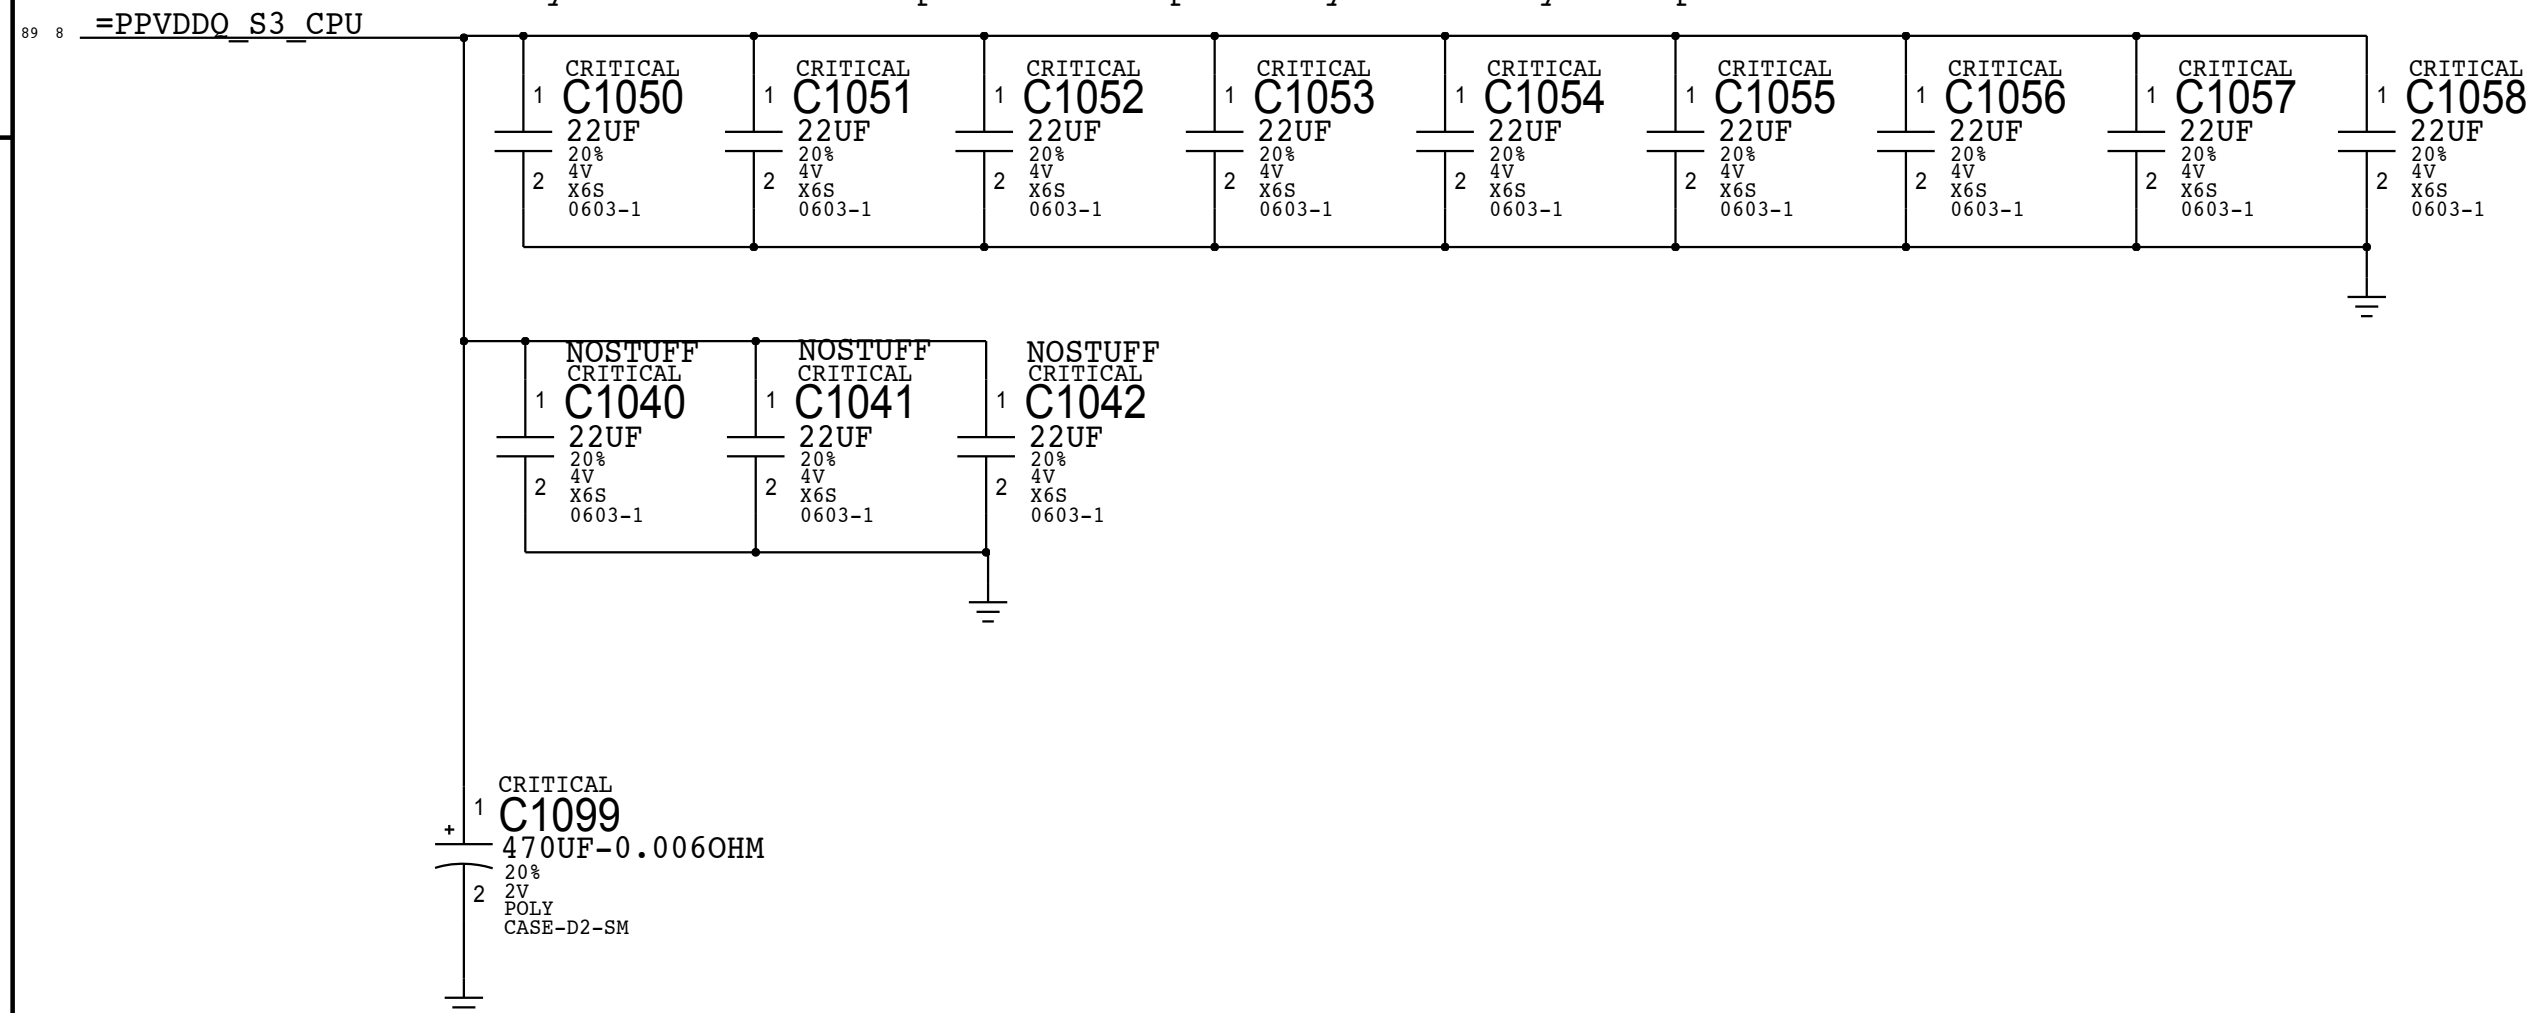 89 8 =PPVDDQ_S3_CPU
CRITICAL
1 C1050
22UF
20%
4V
2 X6S
0603-1
CRITICAL
1 C1051
22UF
20%
4V
2 X6S
0603-1
CRITICAL
1 C1052
22UF
20%
4V
2 X6S
0603-1
CRITICAL
1 C1053
22UF
20%
4V
2 X6S
0603-1
CRITICAL
1 C1054
22UF
20%
4V
2 X6S
0603-1
CRITICAL
1 C1055
22UF
20%
4V
2 X6S
0603-1
CRITICAL
1 C1056
22UF
20%
4V
2 X6S
0603-1
CRITICAL
1 C1057
22UF
20%
4V
2 X6S
0603-1
CRITICAL
1 C1058
22UF
20%
4V
2 X6S
0603-1
NOSTUFF
CRITICAL
1 C1040
22UF
20%
4V
2 X6S
0603-1
NOSTUFF
CRITICAL
1 C1041
22UF
20%
4V
2 X6S
0603-1
NOSTUFF
CRITICAL
1 C1042
22UF
20%
4V
2 X6S
0603-1
CRITICAL
1 C1099
+
470UF-0.006OHM
20%
2 2V
POLY
CASE-D2-SM